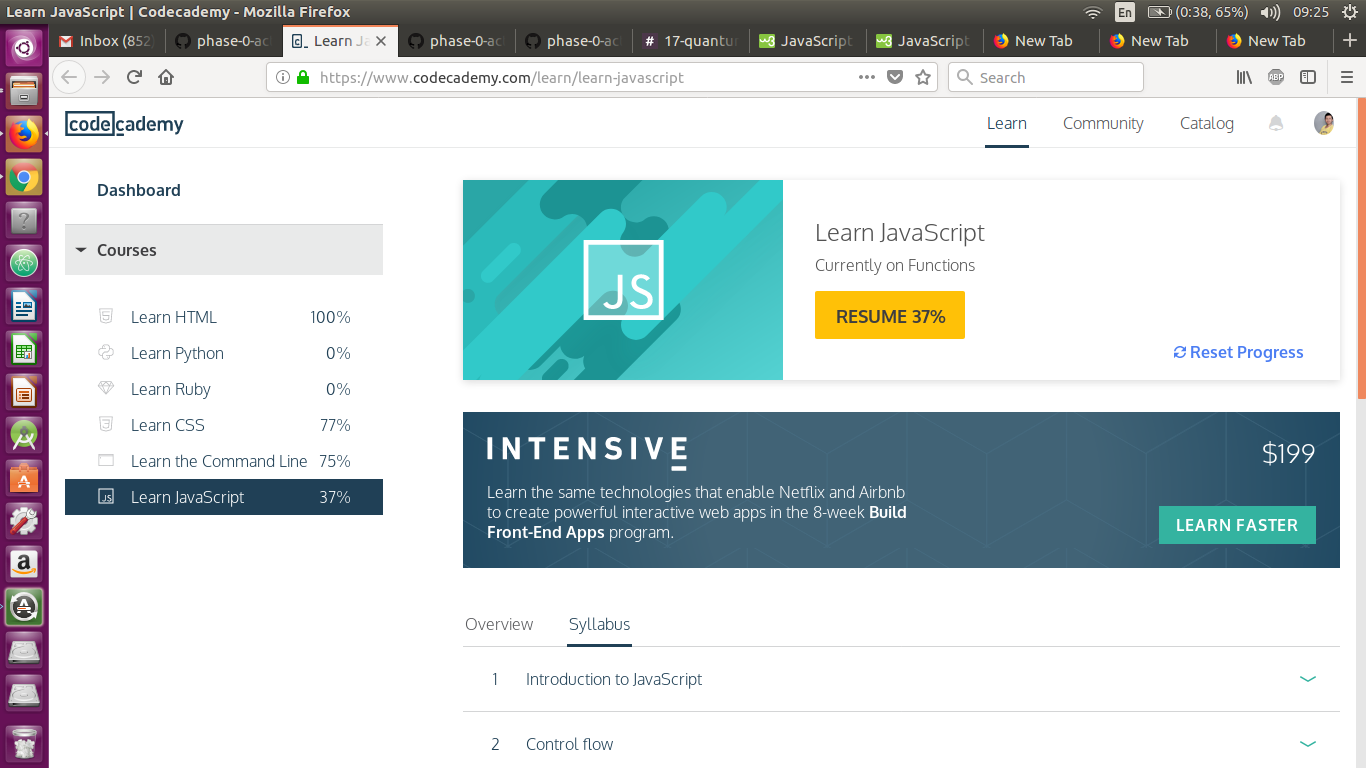 Learn JavaScript | Codecademy - Mozilla Firefox
En
(0:38, 65%)
09:25
Inbox (852
phase-0-ac
Learn Ja
phase-0-ac
phase-0-ac
# 17-quantum
JavaScript
JavaScript
New Tab
New Tab
New Tab
https://www.codecademy.com/learn/learn-javascript
Search
ABP
codecademy
Learn
Community
Catalog
Dashboard
Courses
Learn HTML 100%
Learn Python 0%
Learn Ruby 0%
Learn CSS 77%
Learn the Command Line 75%
Learn JavaScript 37%
JS
Learn JavaScript
Currently on Functions
RESUME 37%
Reset Progress
INTENSIVE
$199
Learn the same technologies that enable Netflix and Airbnb
to create powerful interactive web apps in the 8-week Build
Front-End Apps program.
LEARN FASTER
Overview
Syllabus
1 Introduction to JavaScript
2 Control flow